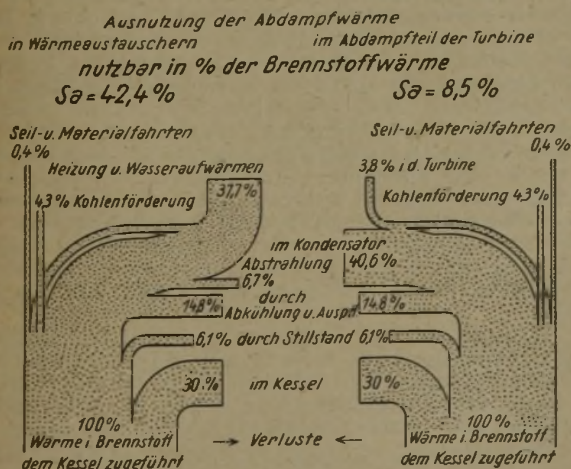 Ausnutzung der Abdampfwärme
in Wärmeaustauschern im Abdampfteil der Turbine
nutzbar in % der Brennstoffwärme
Sa = 42,4 % Sa = 8,5 %
Seil-u. Materialfahrten Seil-u. Materialfahrten
0,4 % 0,4 %
Heizung u. Wasseraufwärmen 3,8 % i d. Turbine
4,3 % Kohlenförderung 37,7 % Kohlenförderung 4,3 %
im Kondensator
Abstrahlung 40,6 %
6,7 %
durch
14,8 % Abkühlung u. Auspuff 14,8 %
6,1 % durch Stillstand 6,1 %
30 % im Kessel 30 %
100 % 100 %
Wärme i. Brennstoff → Verluste ← Wärme i. Brennstoff
dem Kessel zugeführt dem Kessel zugeführt